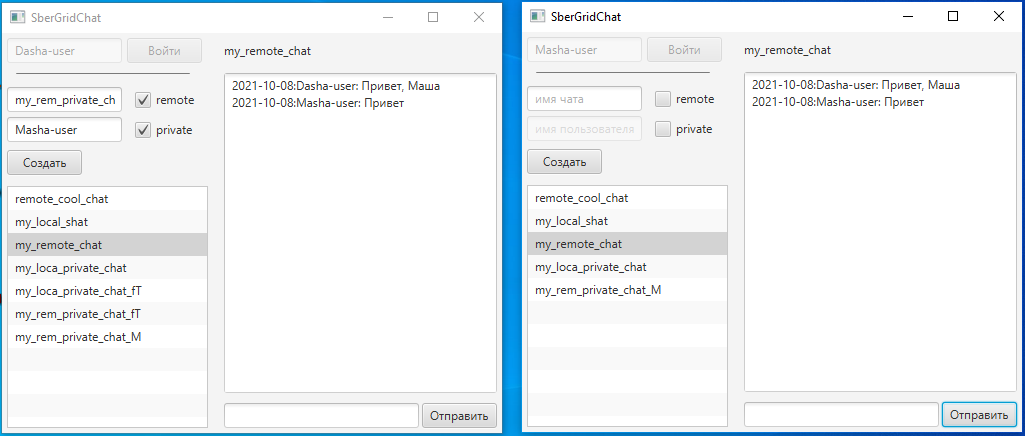 SberGridChat
Dasha-user
Войти
my_remote_chat
my_rem_private_ch
remote
Masha-user
private
Создать
remote_cool_chat
my_local_shat
my_remote_chat
my_loca_private_chat
my_loca_private_chat_fT
my_rem_private_chat_fT
my_rem_private_chat_M
2021-10-08:Dasha-user: Привет, Маша
2021-10-08:Masha-user: Привет
Отправить
SberGridChat
Masha-user
Войти
my_remote_chat
имя чата
remote
имя пользователя
private
Создать
remote_cool_chat
my_local_shat
my_remote_chat
my_loca_private_chat
my_rem_private_chat_M
2021-10-08:Dasha-user: Привет, Маша
2021-10-08:Masha-user: Привет
Отправить